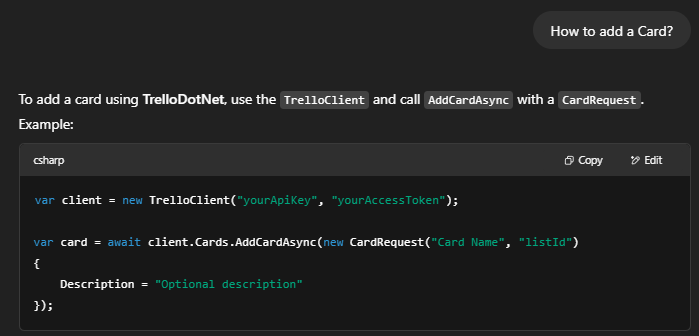 How to add a Card?
To add a card using TrelloDotNet, use the TrelloClient and call AddCardAsync with a CardRequest.
Example:
csharp Copy Edit
var client = new TrelloClient("yourApiKey", "yourAccessToken");
var card = await client.Cards.AddCardAsync(new CardRequest("Card Name", "listId")
{
Description = "Optional description"
});